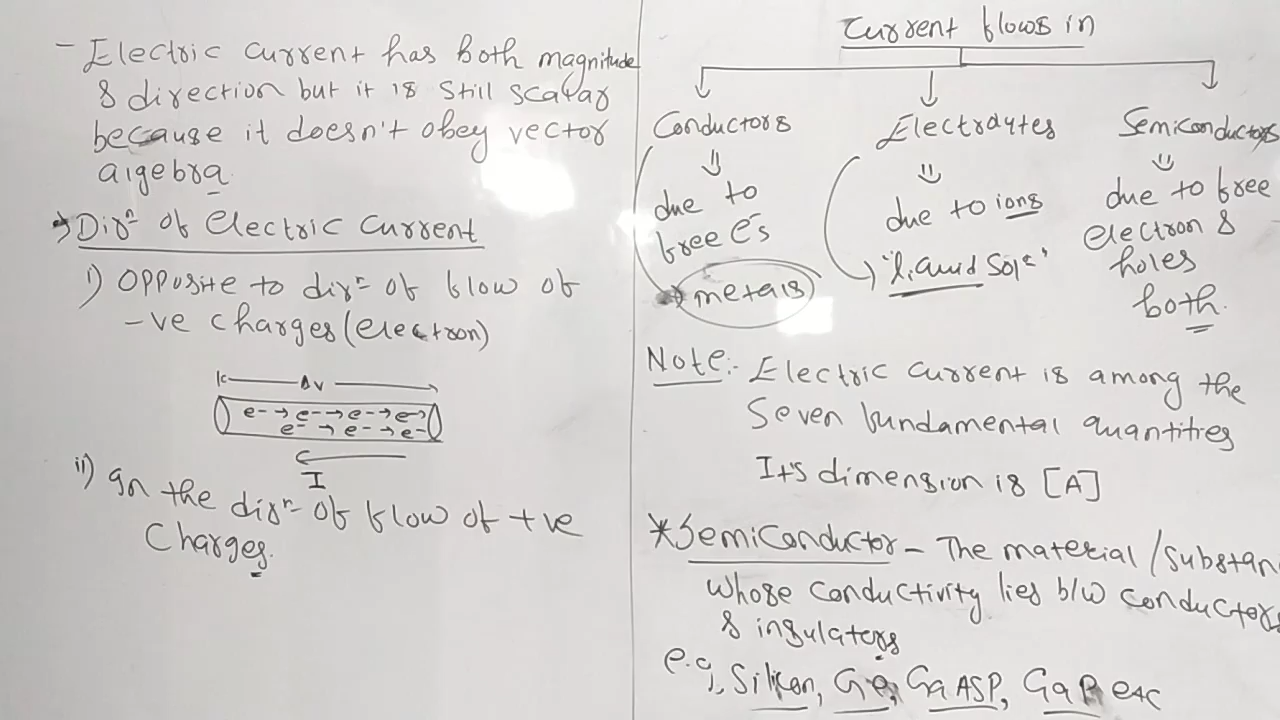 - Electric current has both magnitude
& direction but it is still scalar
because it doesn't obey vector
algebra
→ Dirⁿ of Electric Current
i) opposite to dirⁿ of flow of
-ve charges (electron)
Δv
e- → e- → e- → e- →
e- → e- → e-
I
ii) In the dirⁿ of flow of +ve
Charges.
Current flows in
Conductors Electrolytes Semiconductors
due to free e⁻s
→ metals
due to ions
→ "liquid Solⁿ"
due to free
electron &
holes
both.
Note:- Electric current is among the
Seven fundamental quantities
It's dimension is [A]
*Semiconductor - The material / Substan
whose conductivity lies b/w conductors
& insulators
e.g, Silicon, Ge, GaASP, GaP etc